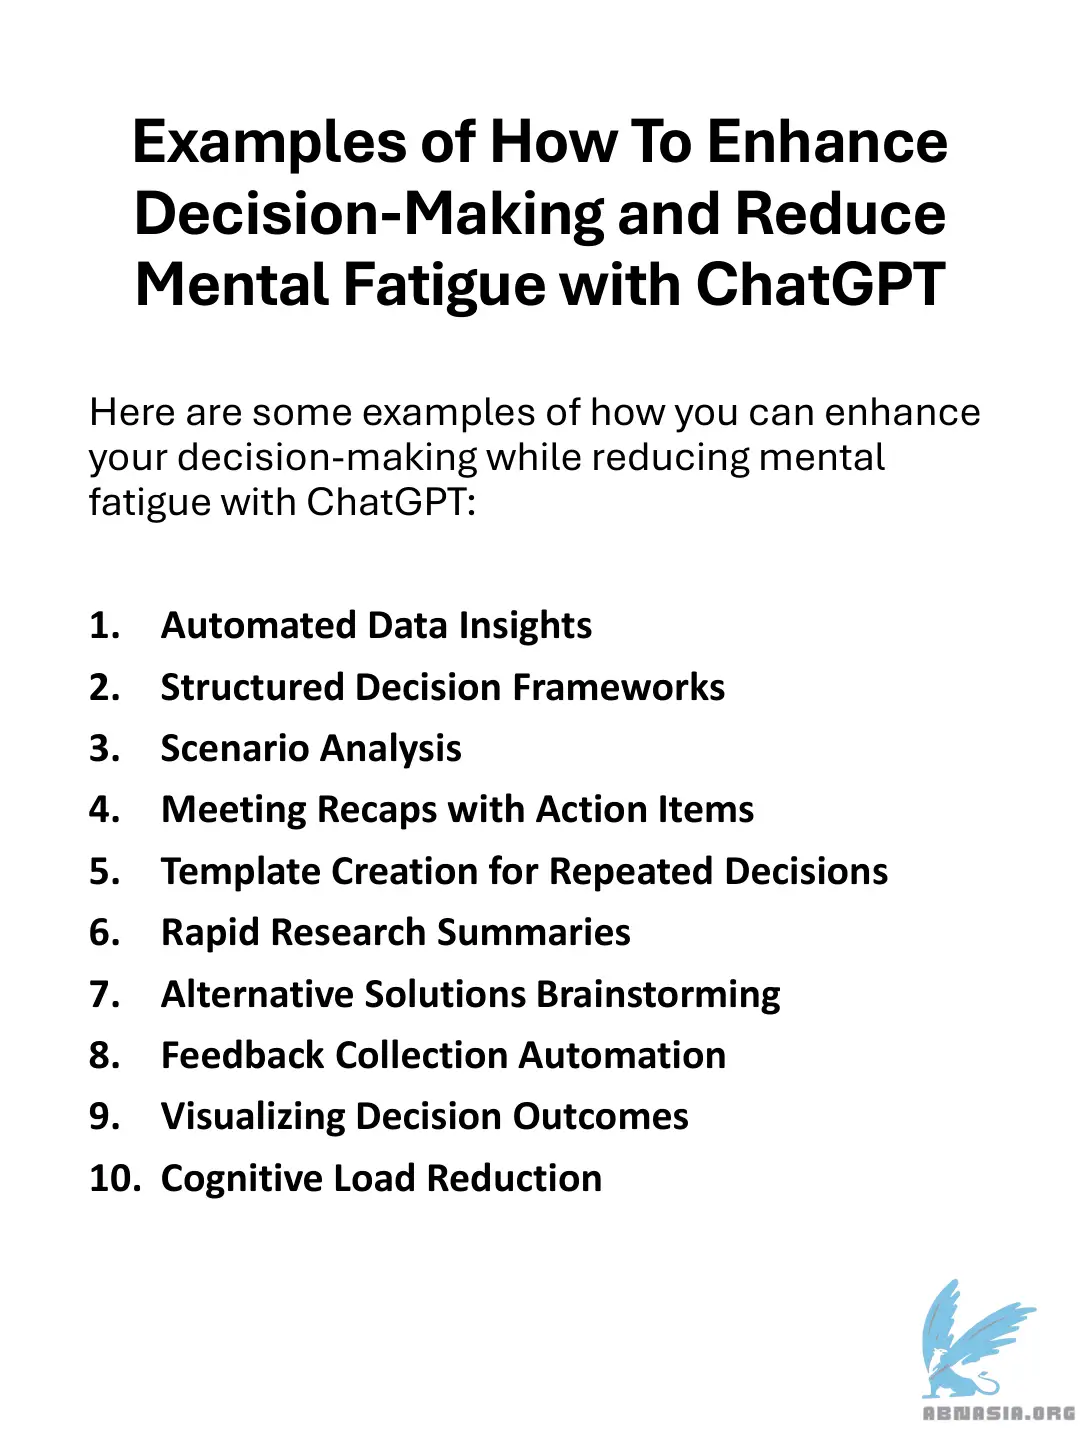 Examples of How To Enhance
Decision-Making and Reduce
Mental Fatigue with ChatGPT
Here are some examples of how you can enhance
your decision-making while reducing mental
fatigue with ChatGPT:
1. Automated Data Insights
2. Structured Decision Frameworks
3. Scenario Analysis
4. Meeting Recaps with Action Items
5. Template Creation for Repeated Decisions
6. Rapid Research Summaries
7. Alternative Solutions Brainstorming
8. Feedback Collection Automation
9. Visualizing Decision Outcomes
10. Cognitive Load Reduction
ABNASIA.ORG